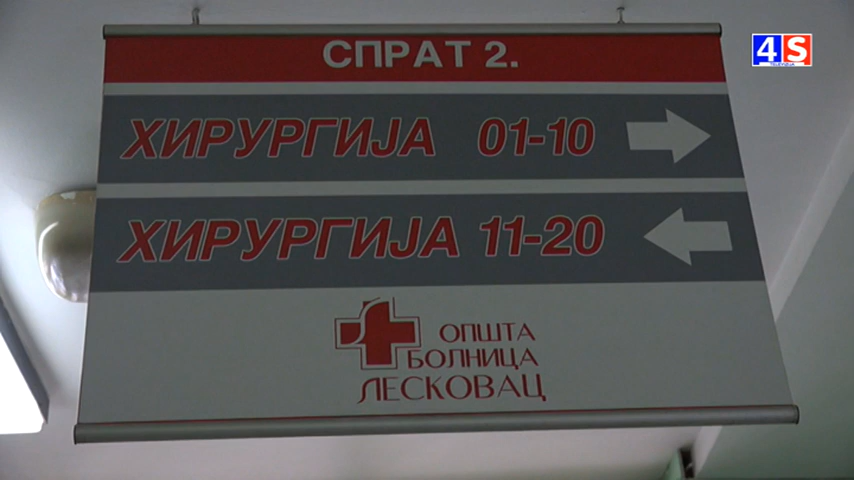 СПРАТ 2.
ХИРУРГИЈА 01-10
ХИРУРГИЈА 11-20
ОПШТА
БОЛНИЦА
ЛЕСКОВАЦ
4S